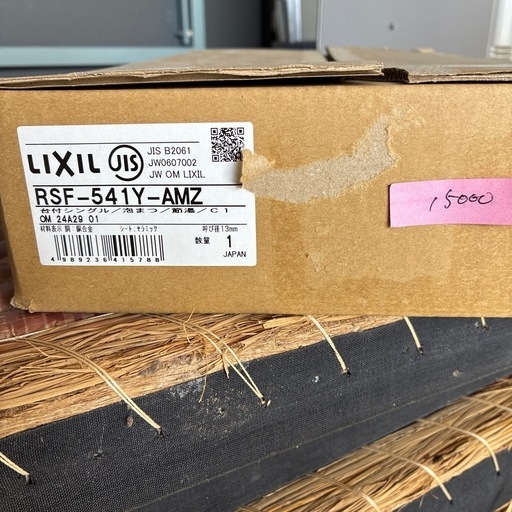 LIXIL
JIS
JIS B2061
JW0607002
JW OM LIXIL
RSF-541Y-AMZ
台付シングル/泡まつ/節湯/C1
OM 24A29 01
材料表示 胴:銅合金 シート:セラミック 呼び径13mm
数量 1
JAPAN
4989236415788
15000